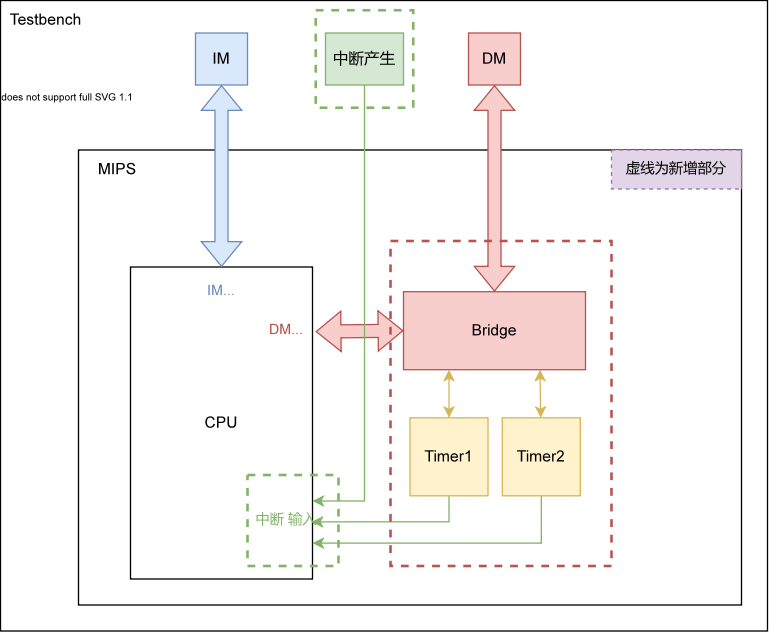 Testbench
IM
中断产生
DM
does not support full SVG 1.1
MIPS
虚线为新增部分
IM...
DM...
Bridge
CPU
Timer1
Timer2
中断 输入